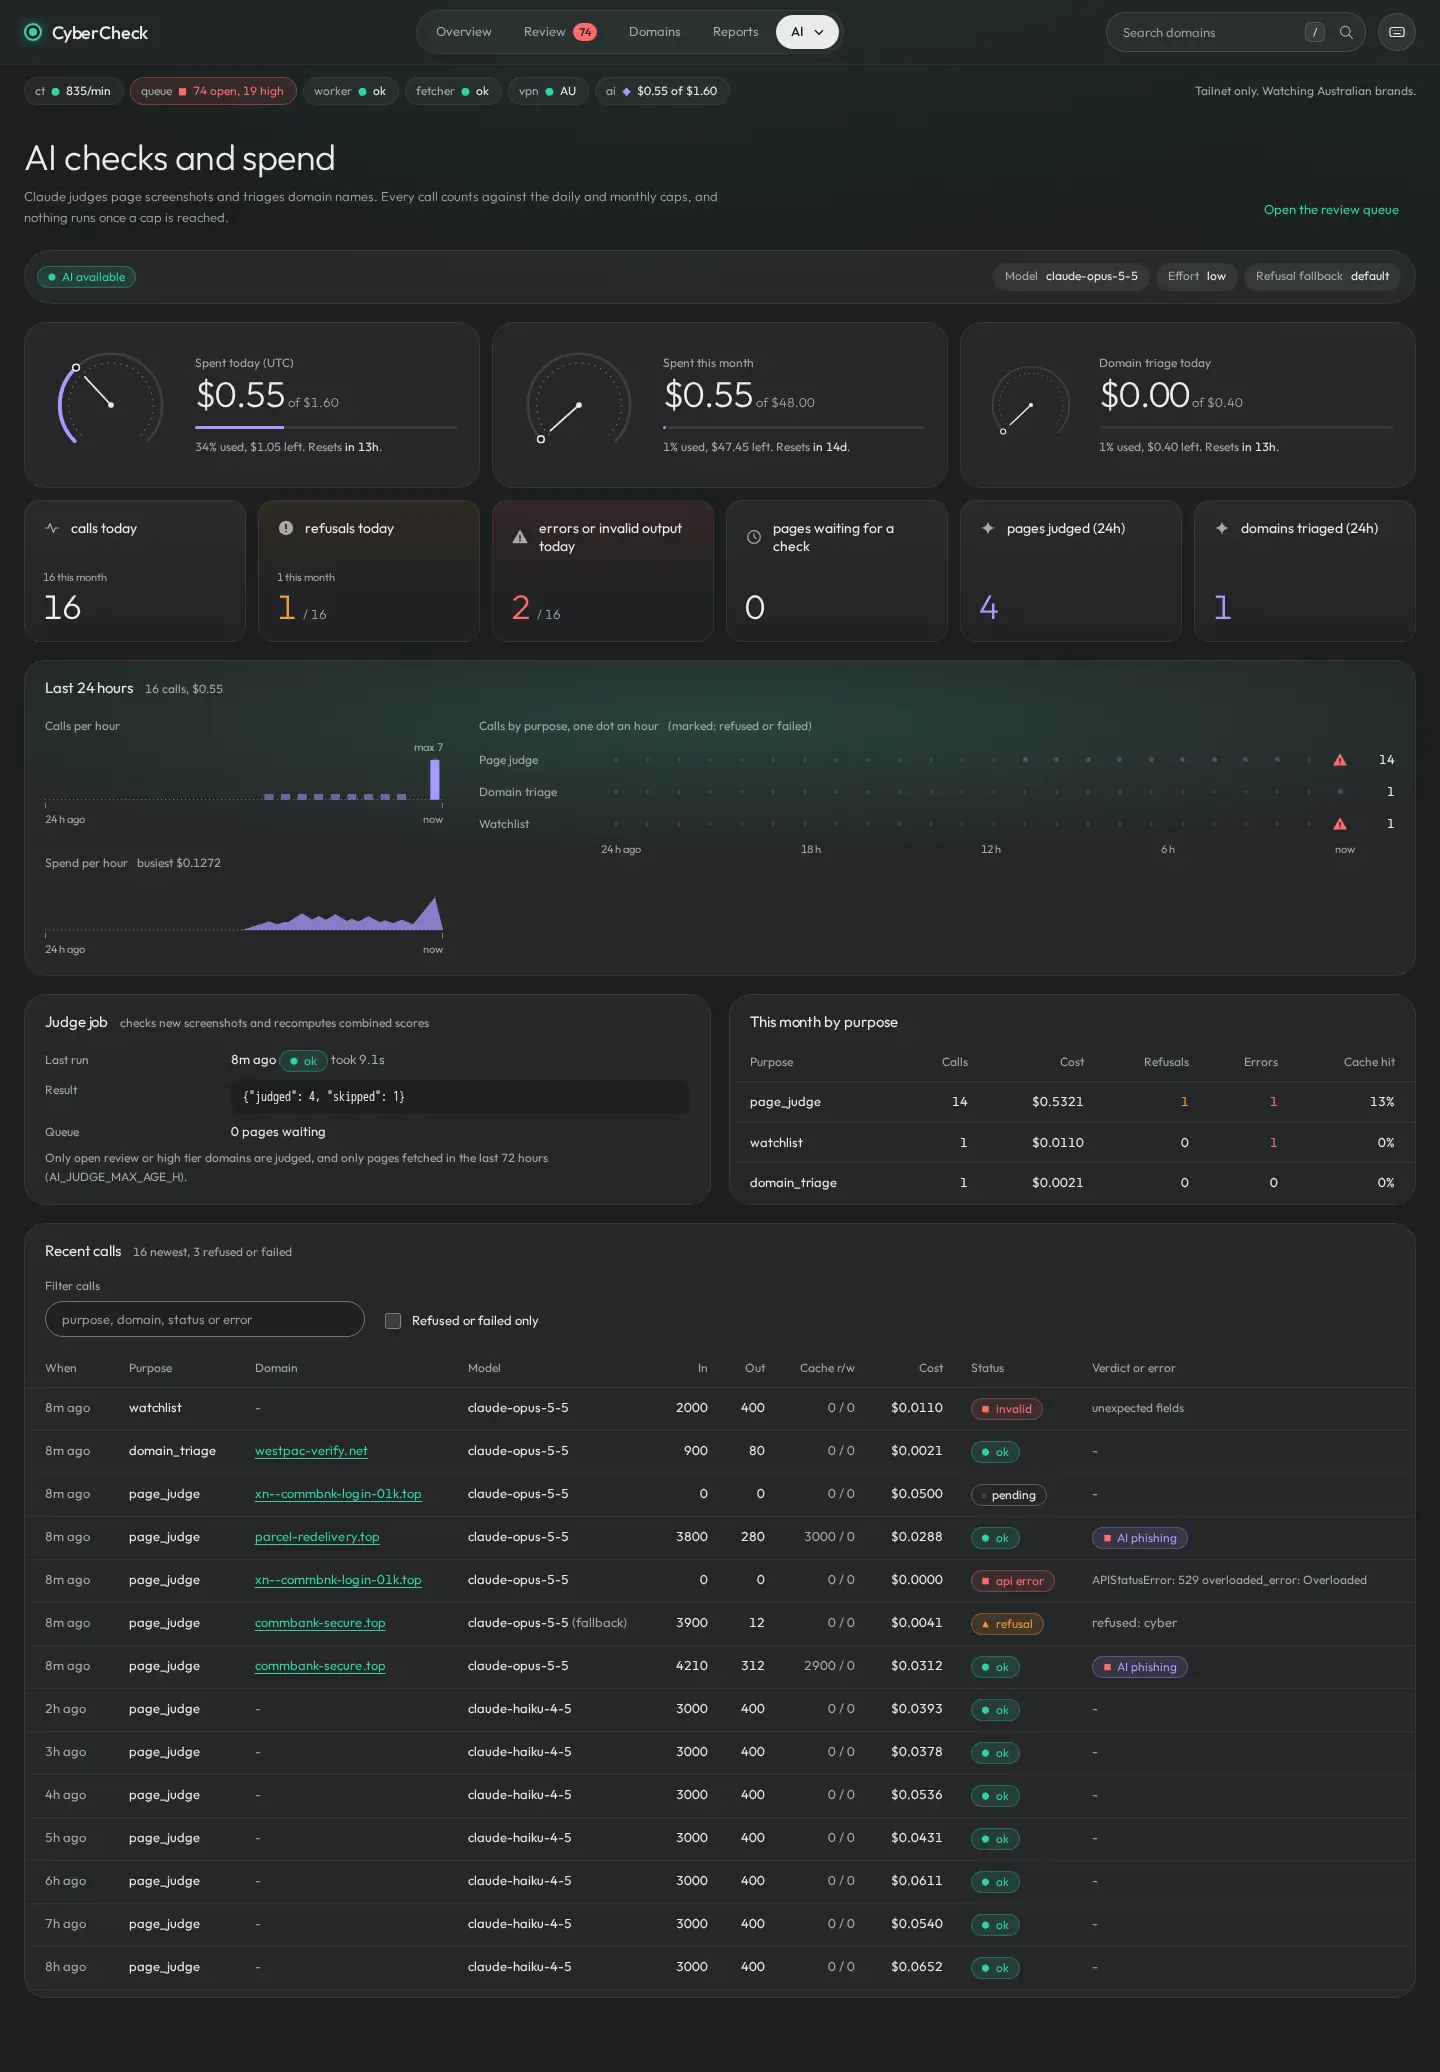 CyberCheck
Overview Review 74 Domains Reports AI
Search domains /
ct 835/min queue 74 open, 19 high worker ok fetcher ok vpn AU ai $0.55 of $1.60
Tailnet only. Watching Australian brands.
AI checks and spend
Claude judges page screenshots and triages domain names. Every call counts against the daily and monthly caps, and
nothing runs once a cap is reached.
Open the review queue
AI available
Model claude-opus-5-5 Effort low Refusal fallback default
Spent today (UTC)
$0.55 of $1.60
34% used, $1.05 left. Resets in 13h.
Spent this month
$0.55 of $48.00
1% used, $47.45 left. Resets in 14d.
Domain triage today
$0.00 of $0.40
1% used, $0.40 left. Resets in 13h.
calls today
16 this month
16
refusals today
1 this month
1 / 16
errors or invalid output
today
2 / 16
pages waiting for a
check
0
pages judged (24h)
4
domains triaged (24h)
1
Last 24 hours 16 calls, $0.55
Calls per hour
max 7
24 h ago now
Spend per hour busiest $0.1272
24 h ago now
Calls by purpose, one dot an hour (marked: refused or failed)
Page judge 14
Domain triage 1
Watchlist 1
24 h ago 18 h 12 h 6 h now
Judge job checks new screenshots and recomputes combined scores
Last run 8m ago ok took 9.1s
Result {"judged": 4, "skipped": 1}
Queue 0 pages waiting
Only open review or high tier domains are judged, and only pages fetched in the last 72 hours
(AI_JUDGE_MAX_AGE_H).
This month by purpose
Purpose Calls Cost Refusals Errors Cache hit
page_judge 14 $0.5321 1 1 13%
watchlist 1 $0.0110 0 1 0%
domain_triage 1 $0.0021 0 0 0%
Recent calls 16 newest, 3 refused or failed
Filter calls
purpose, domain, status or error Refused or failed only
When Purpose Domain Model In Out Cache r/w Cost Status Verdict or error
8m ago watchlist - claude-opus-5-5 2000 400 0 / 0 $0.0110 invalid unexpected fields
8m ago domain_triage westpac-verify.net claude-opus-5-5 900 80 0 / 0 $0.0021 ok -
8m ago page_judge xn--commbnk-login-01k.top claude-opus-5-5 0 0 0 / 0 $0.0500 pending -
8m ago page_judge parcel-redelivery.top claude-opus-5-5 3800 280 3000 / 0 $0.0288 ok AI phishing
8m ago page_judge xn--commbnk-login-01k.top claude-opus-5-5 0 0 0 / 0 $0.0000 api error APIStatusError: 529 overloaded_error: Overloaded
8m ago page_judge commbank-secure.top claude-opus-5-5 (fallback) 3900 12 0 / 0 $0.0041 refusal refused: cyber
8m ago page_judge commbank-secure.top claude-opus-5-5 4210 312 2900 / 0 $0.0312 ok AI phishing
2h ago page_judge - claude-haiku-4-5 3000 400 0 / 0 $0.0393 ok -
3h ago page_judge - claude-haiku-4-5 3000 400 0 / 0 $0.0378 ok -
4h ago page_judge - claude-haiku-4-5 3000 400 0 / 0 $0.0536 ok -
5h ago page_judge - claude-haiku-4-5 3000 400 0 / 0 $0.0431 ok -
6h ago page_judge - claude-haiku-4-5 3000 400 0 / 0 $0.0611 ok -
7h ago page_judge - claude-haiku-4-5 3000 400 0 / 0 $0.0540 ok -
8h ago page_judge - claude-haiku-4-5 3000 400 0 / 0 $0.0652 ok -